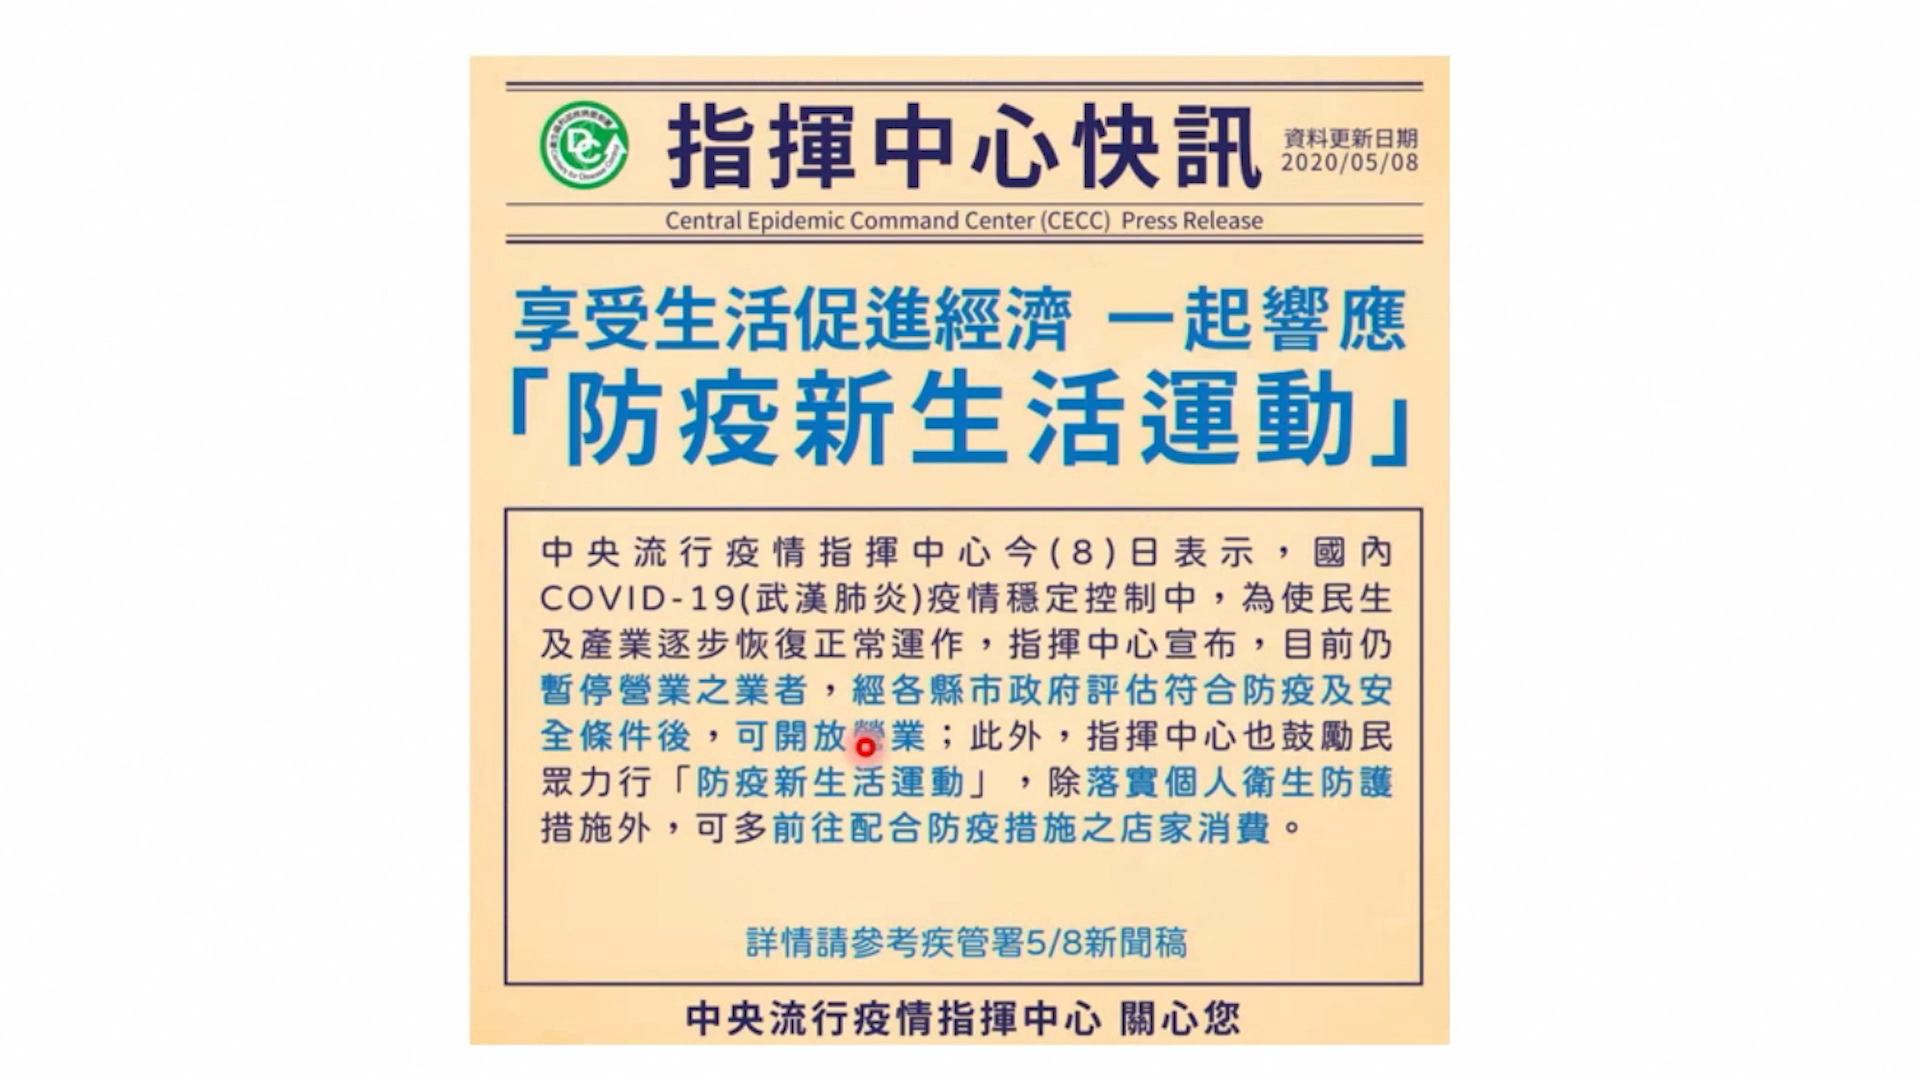 指揮中心快訊
資料更新日期
2020/05/08
Central Epidemic Command Center (CECC) Press Release
享受生活促進經濟 一起響應
「防疫新生活運動」
中央流行疫情指揮中心今(8)日表示，國內
COVID-19(武漢肺炎)疫情穩定控制中，為使民生
及產業逐步恢復正常運作，指揮中心宣布，目前仍
暫停營業之業者，經各縣市政府評估符合防疫及安
全條件後，可開放營業；此外，指揮中心也鼓勵民
眾力行「防疫新生活運動」，除落實個人衛生防護
措施外，可多前往配合防疫措施之店家消費。
詳情請參考疾管署5/8新聞稿
中央流行疫情指揮中心 關心您